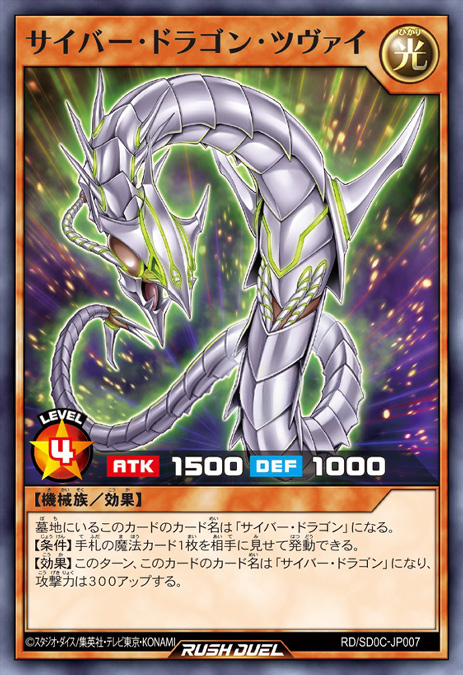 サイバー・ドラゴン・ツヴァイ
ひかり
光
LEVEL
4
ATK 1500 DEF 1000
【機械族／効果】
墓地にいるこのカードのカード名は「サイバー・ドラゴン」になる。
【条件】手札の魔法カード1枚を相手に見せて発動できる。
【効果】このターン、このカードのカード名は「サイバー・ドラゴン」になり、
攻撃力は300アップする。
©スタジオ・ダイス/集英社・テレビ東京・KONAMI
RUSH DUEL
RD/SD0C-JP007